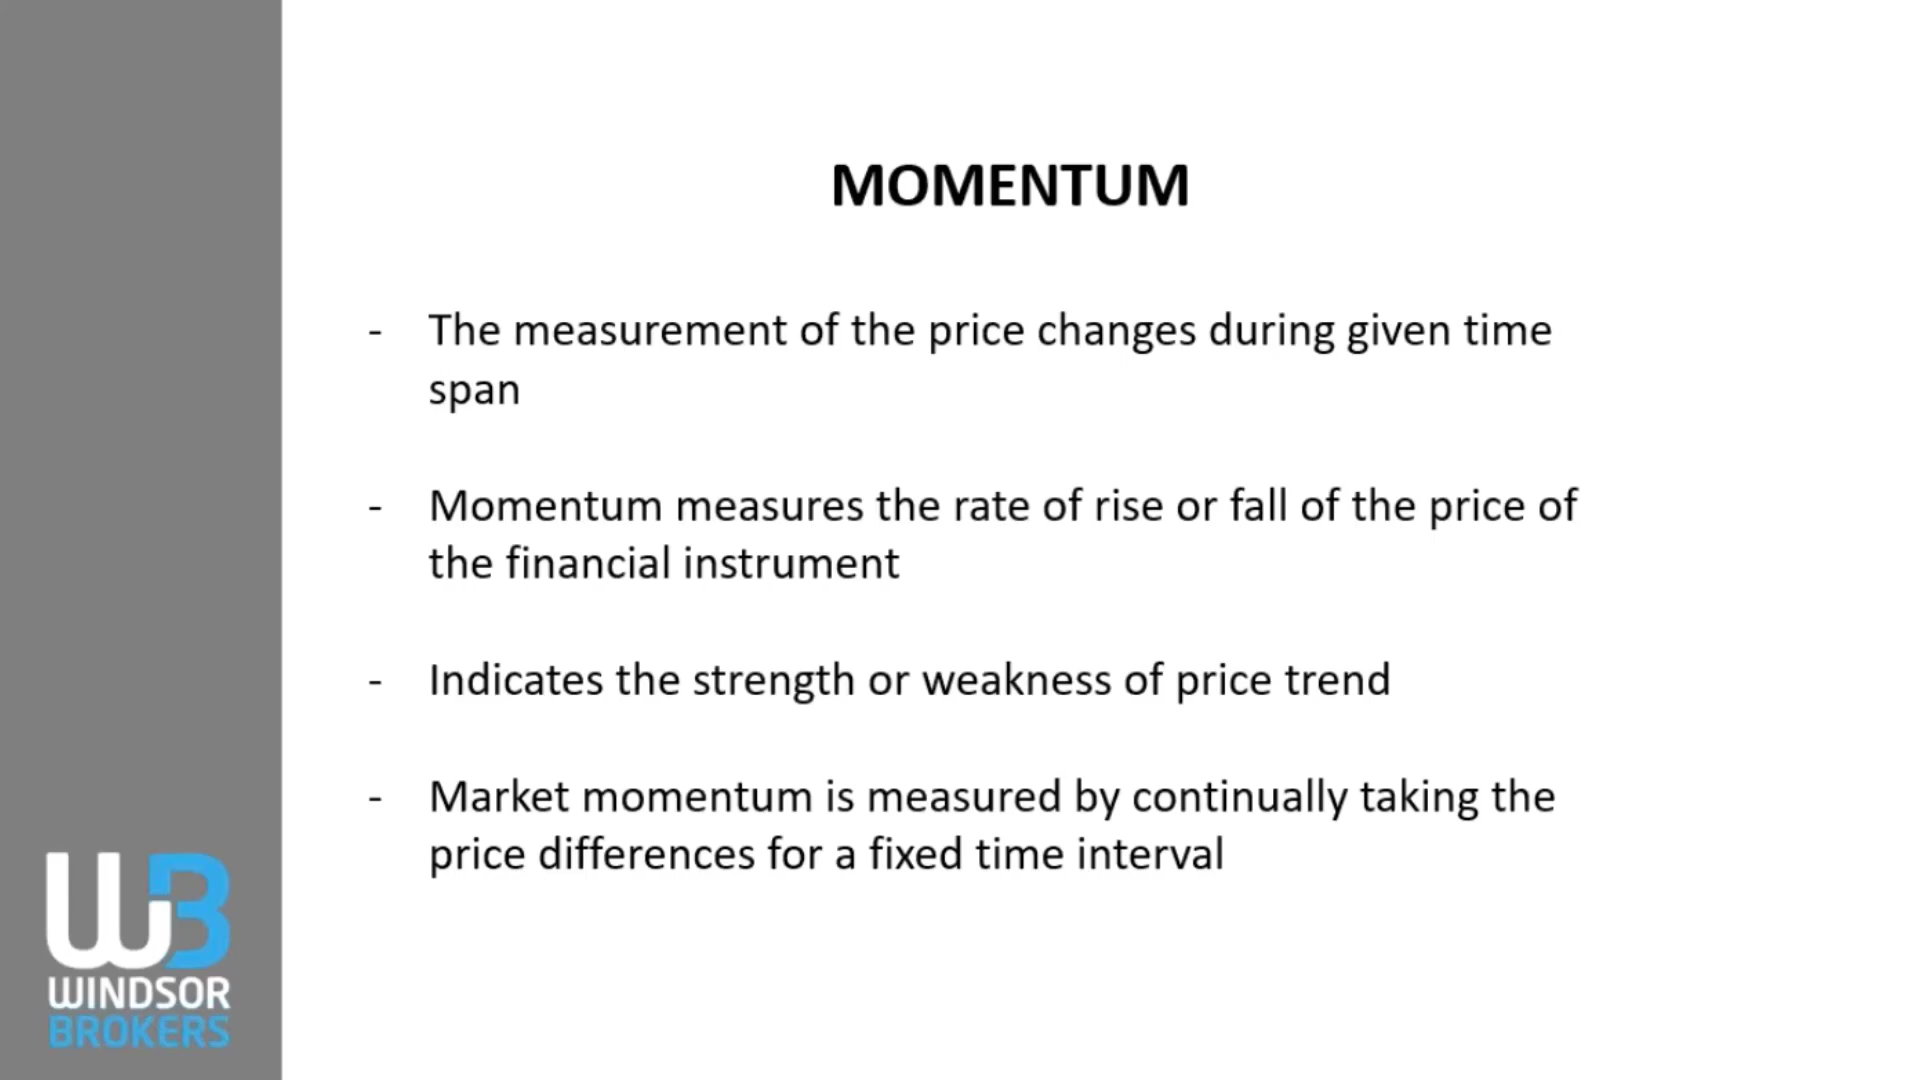 MOMENTUM
- The measurement of the price changes during given time
span
- Momentum measures the rate of rise or fall of the price of
the financial instrument
- Indicates the strength or weakness of price trend
- Market momentum is measured by continually taking the
price differences for a fixed time interval
WB
WINDSOR
BROKERS